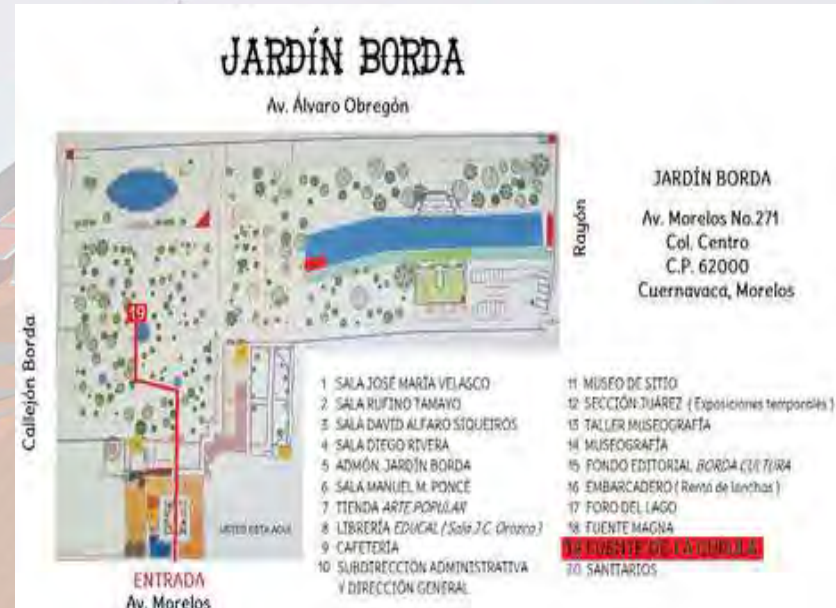 JARDÍN BORDA
Av. Álvaro Obregón
Callejón Borda
19
Rayón
JARDÍN BORDA
Av. Morelos No.271
Col. Centro
C.P. 62000
Cuernavaca, Morelos
USTED ESTA AQUI
ENTRADA
Av. Morelos
1 SALA JOSÉ MARÍA VELASCO
2 SALA RUFINO TAMAYO
3 SALA DAVID ALFARO SIQUEIROS
4 SALA DIEGO RIVERA
5 ADMÓN. JARDÍN BORDA
6 SALA MANUEL M. PONCE
7 TIENDA ARTE POPULAR
8 LIBRERÍA EDUCAL (Sala J.C. Orozco)
9 CAFETERÍA
10 SUBDIRECCIÓN ADMINISTRATIVA
Y DIRECCIÓN GENERAL
11 MUSEO DE SITIO
12 SECCIÓN JUÁREZ (Exposiciones temporales)
13 TALLER MUSEOGRAFÍA
14 MUSEOGRAFÍA
15 FONDO EDITORIAL BORDA CULTURA
16 EMBARCADERO (Renta de lanchas)
17 FORO DEL LAGO
18 FUENTE MAGNA
19 FUENTE DE LA
20 SANITARIOS